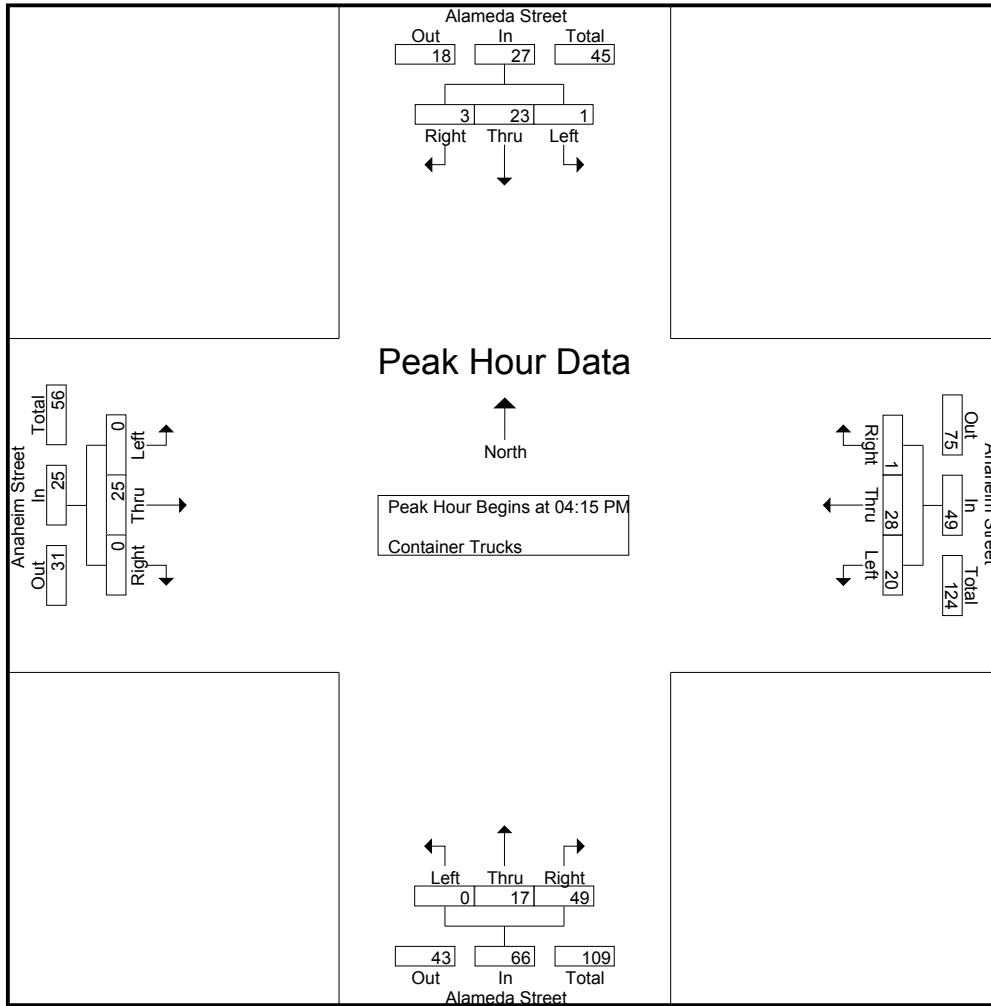 Alameda Street
Out In Total
18 27 45
3 23 1
Right Thru Left
Peak Hour Data
North
Peak Hour Begins at 04:15 PM
Container Trucks
Anaheim Street
Total In Out
56 25 31
0 25 0
Left Thru Right
Right Thru Left
1 28 20
Out In Total
75 49 124
Anaheim Street
Left Thru Right
0 17 49
43 66 109
Out In Total
Alameda Street